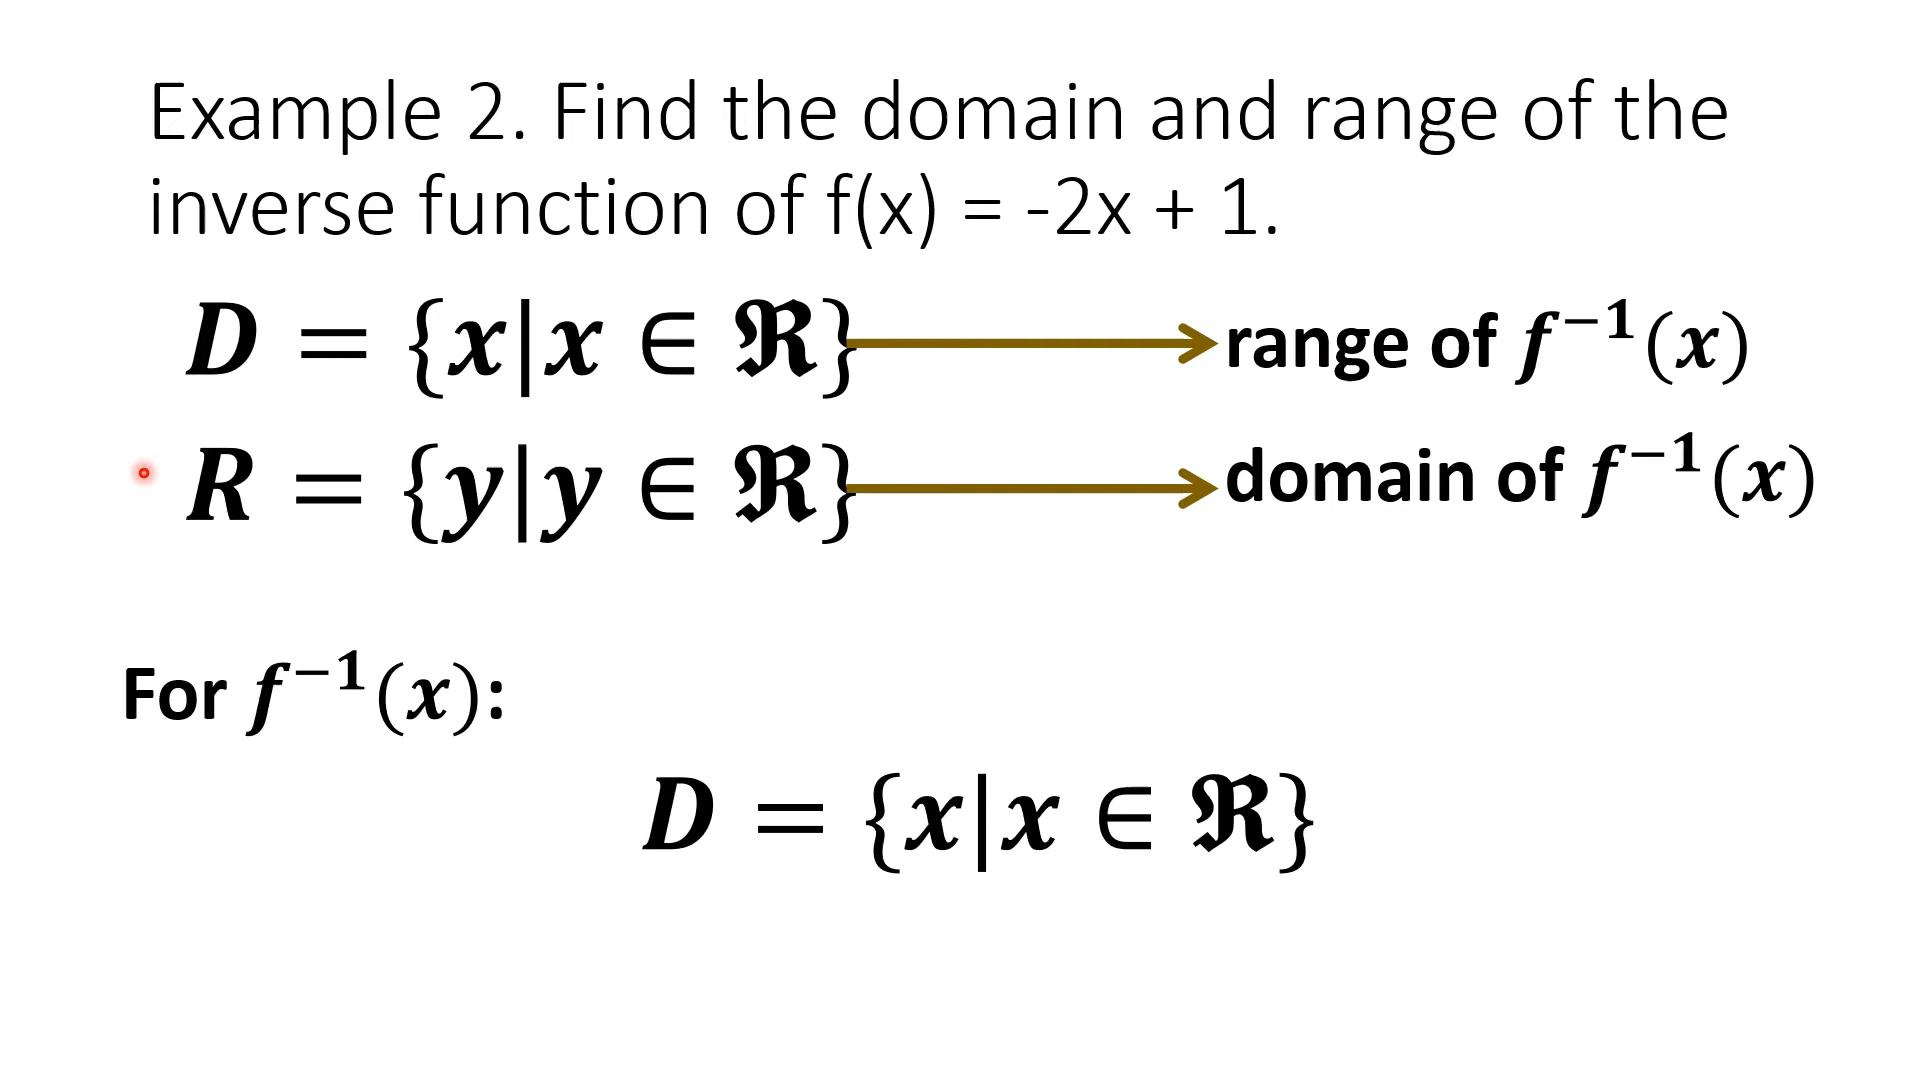 Example 2. Find the domain and range of the
inverse function of f(x) = -2x + 1.
D = {x|x ∈ ℜ} range of f⁻¹(x)
R = {y|y ∈ ℜ} domain of f⁻¹(x)
For f⁻¹(x):
D = {x|x ∈ ℜ}